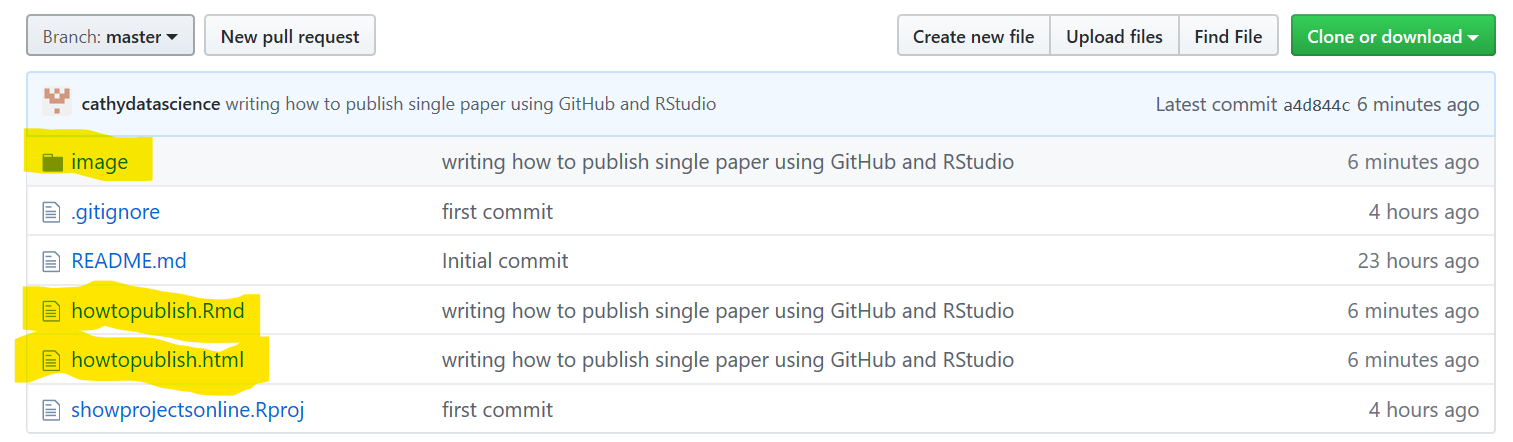 Branch: master New pull request Create new file Upload files Find File Clone or download
cathydatascience writing how to publish single paper using GitHub and RStudio Latest commit a4d844c 6 minutes ago
image writing how to publish single paper using GitHub and RStudio 6 minutes ago
.gitignore first commit 4 hours ago
README.md Initial commit 23 hours ago
howtopublish.Rmd writing how to publish single paper using GitHub and RStudio 6 minutes ago
howtopublish.html writing how to publish single paper using GitHub and RStudio 6 minutes ago
showprojectsonline.Rproj first commit 4 hours ago